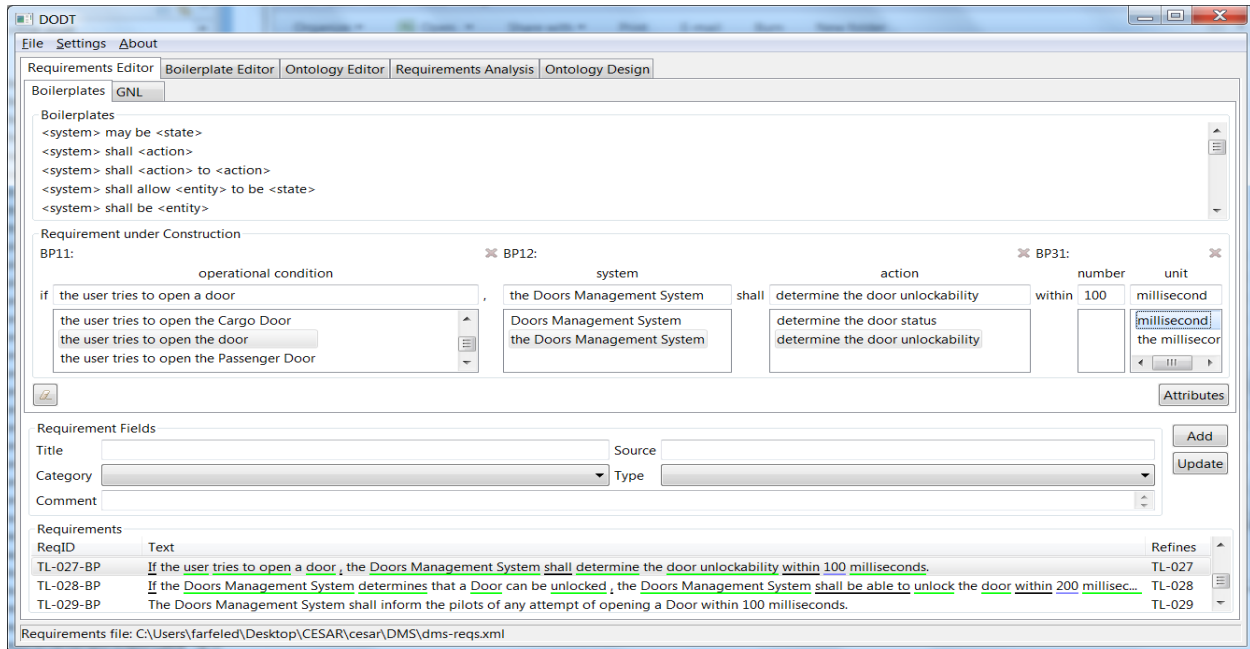 DODT
File Settings About
Requirements Editor Boilerplate Editor Ontology Editor Requirements Analysis Ontology Design
Boilerplates GNL
Boilerplates
<system> may be <state>
<system> shall <action>
<system> shall <action> to <action>
<system> shall allow <entity> to be <state>
<system> shall be <entity>
Requirement under Construction
BP11: BP12: BP31:
operational condition system action number unit
if the user tries to open a door , the Doors Management System shall determine the door unlockability within 100 millisecond
the user tries to open the Cargo Door Doors Management System determine the door status millisecond
the user tries to open the door the Doors Management System determine the door unlockability the millisecor
the user tries to open the Passenger Door
Attributes
Requirement Fields
Add
Title Source
Update
Category Type
Comment
Requirements
ReqID Text Refines
TL-027-BP If the user tries to open a door , the Doors Management System shall determine the door unlockability within 100 milliseconds. TL-027
TL-028-BP If the Doors Management System determines that a Door can be unlocked , the Doors Management System shall be able to unlock the door within 200 millisec... TL-028
TL-029-BP The Doors Management System shall inform the pilots of any attempt of opening a Door within 100 milliseconds. TL-029
Requirements file: C:\Users\farfeled\Desktop\CESAR\cesar\DMS\dms-reqs.xml